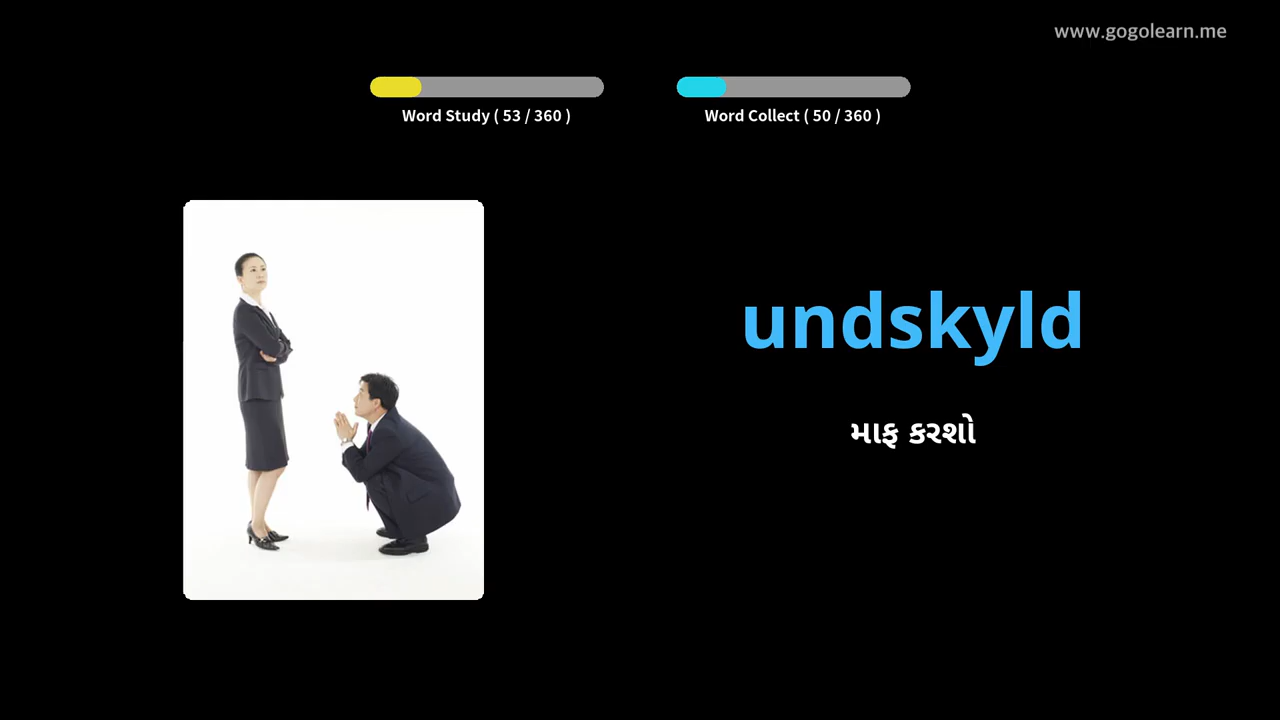 www.gogolearn.me
Word Study ( 53 / 360 )
Word Collect ( 50 / 360 )
undskyld
માફ કરશો